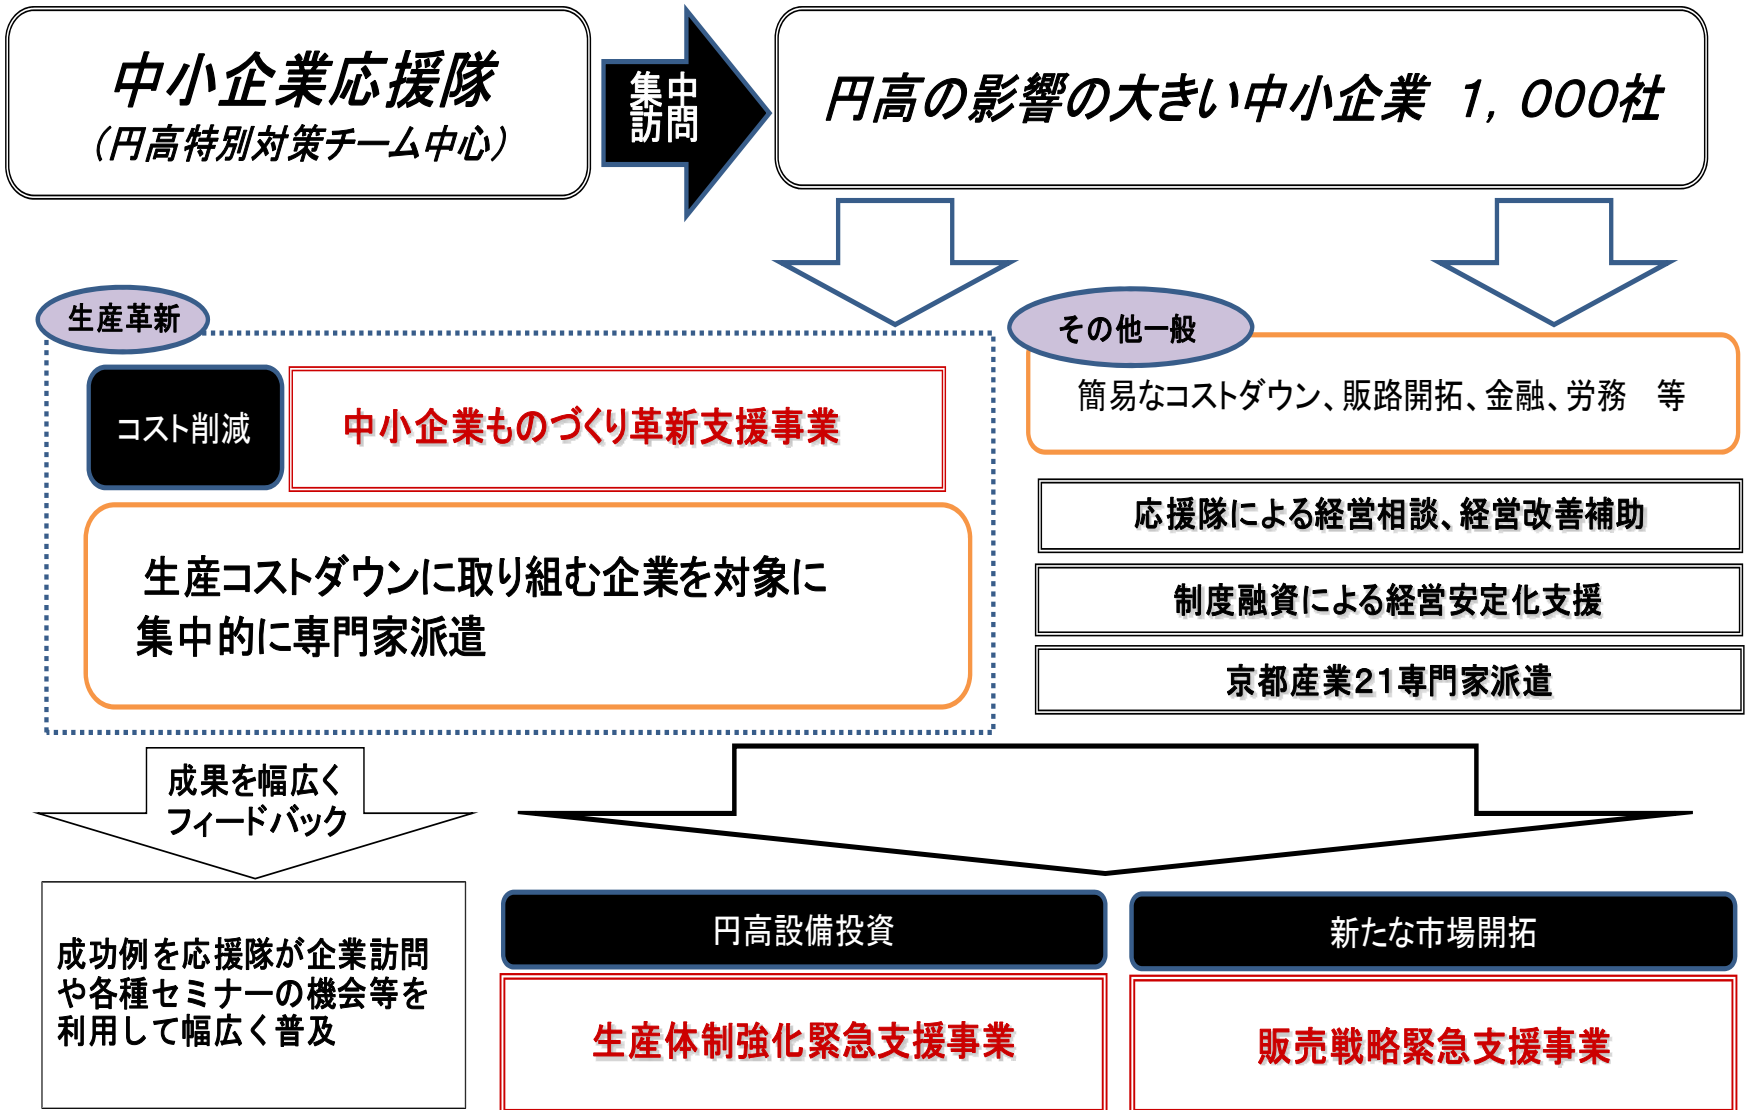 中小企業応援隊
（円高特別対策チーム中心）
集中
訪問
円高の影響の大きい中小企業　１，０００社
生産革新
コスト削減
中小企業ものづくり革新支援事業
生産コストダウンに取り組む企業を対象に
集中的に専門家派遣
その他一般
簡易なコストダウン、販路開拓、金融、労務　等
応援隊による経営相談、経営改善補助
制度融資による経営安定化支援
京都産業２１専門家派遣
成果を幅広く
フィードバック
成功例を応援隊が企業訪問
や各種セミナーの機会等を
利用して幅広く普及
円高設備投資
生産体制強化緊急支援事業
新たな市場開拓
販売戦略緊急支援事業